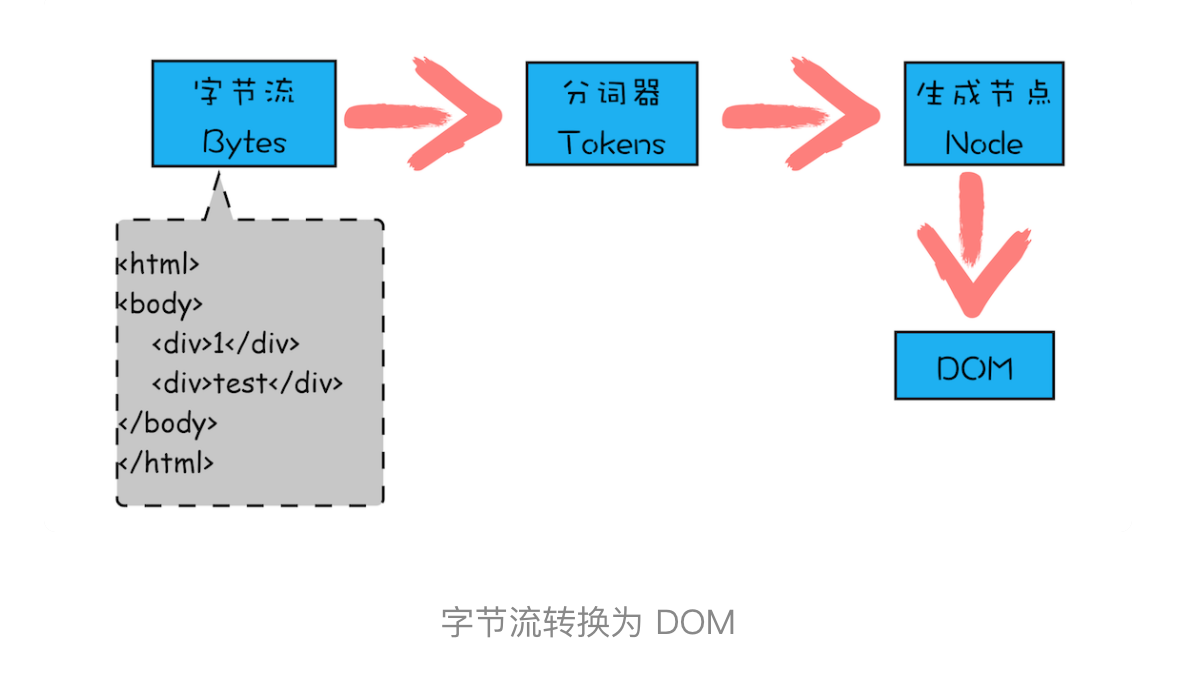 字节流
Bytes
分词器
Tokens
生成节点
Node
<html>
<body>
<div>1</div>
<div>test</div>
</body>
</html>
DOM
字节流转换为 DOM